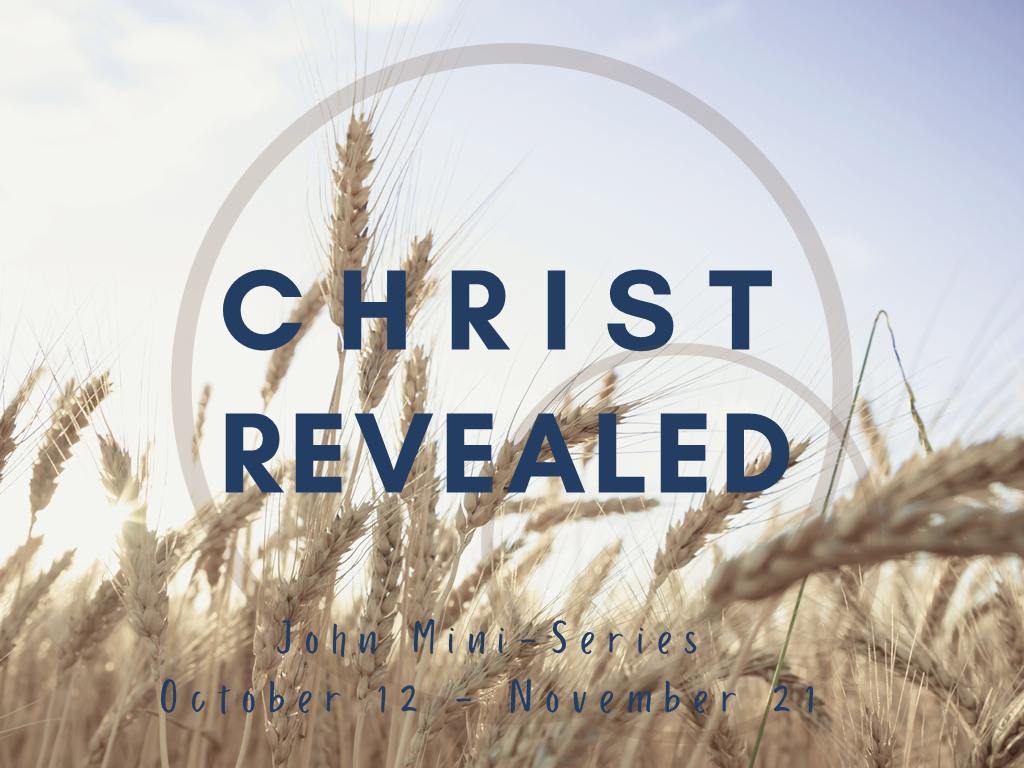 CHRIST
REVEALED
John Mini-Series
October 12 - November 21